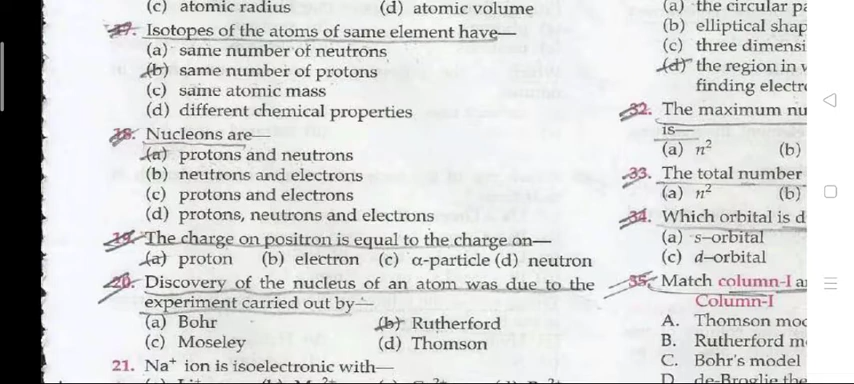 (c) atomic radius (d) atomic volume
17. Isotopes of the atoms of same element have—
(a) same number of neutrons
(b) same number of protons
(c) same atomic mass
(d) different chemical properties
18. Nucleons are—
(a) protons and neutrons
(b) neutrons and electrons
(c) protons and electrons
(d) protons, neutrons and electrons
19. The charge on positron is equal to the charge on—
(a) proton (b) electron (c) α-particle (d) neutron
20. Discovery of the nucleus of an atom was due to the
experiment carried out by—
(a) Bohr (b) Rutherford
(c) Moseley (d) Thomson
21. Na⁺ ion is isoelectronic with—
(a) the circular
(b) elliptical
(c) three
(d) the region in
finding
32. The maximum
is—
(a) n² (b)
33. The total number
(a) n² (b)
34. Which orbital is
(a) s–orbital
(c) d–orbital
35. Match column-I
Column-I
A. Thomson
B. Rutherford
C. Bohr's model
D. de-Broglie